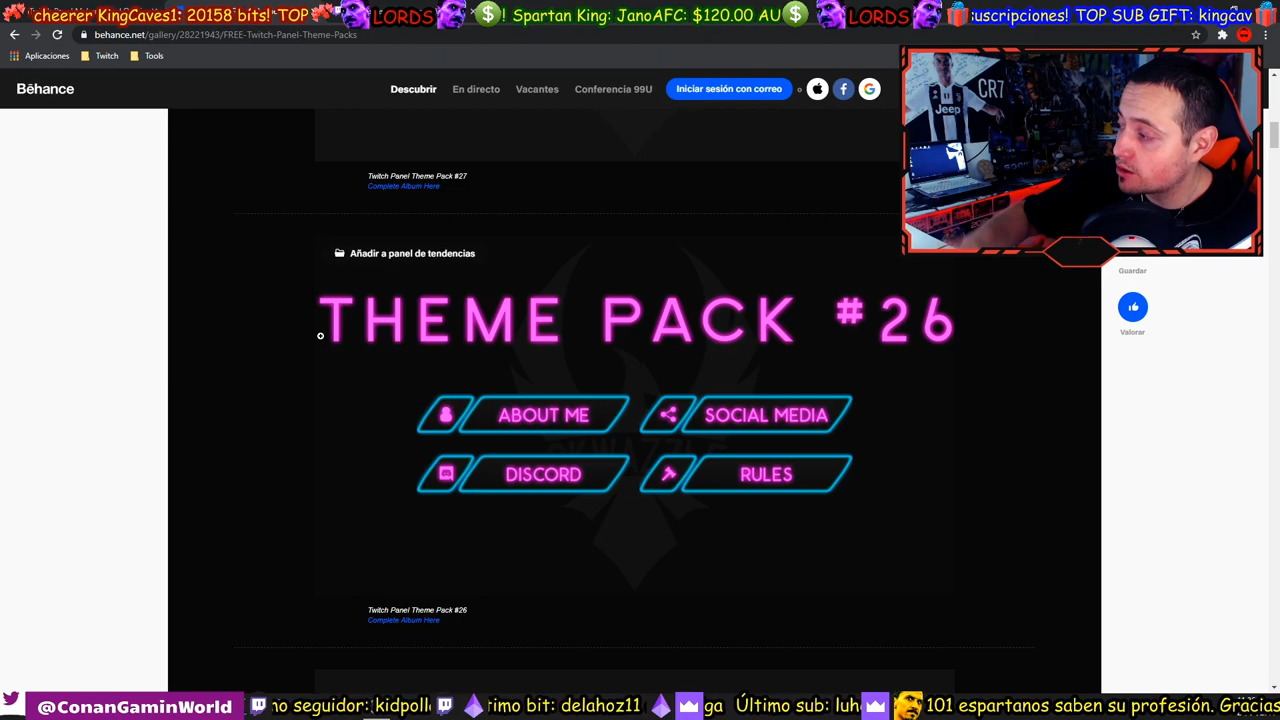 cheerer KingCaves1: 20158 bits! TOP LORDS ! Spartan King: JanoAFC: $120.00 AU LORDS uscripciones! TOP SUB GIFT: kingcav
behance.net/gallery/28221943/FREE-Twitch-Panel-Theme-Packs
Aplicaciones Twitch Tools
Bēhance Descubrir En directo Vacantes Conferencia 99U Iniciar sesión con correo o
CR7
Jeep
Twitch Panel Theme Pack #27
Complete Album Here
Añadir a panel de tendencias
Guardar
THEME PACK #26
Valorar
ABOUT ME SOCIAL MEDIA
DISCORD RULES
Twitch Panel Theme Pack #26
Complete Album Here
@ConanGaminWorld no seguidor: kidpoll timo bit: delahoz11 ga Último sub: luh 101 espartanos saben su profesión. Gracias